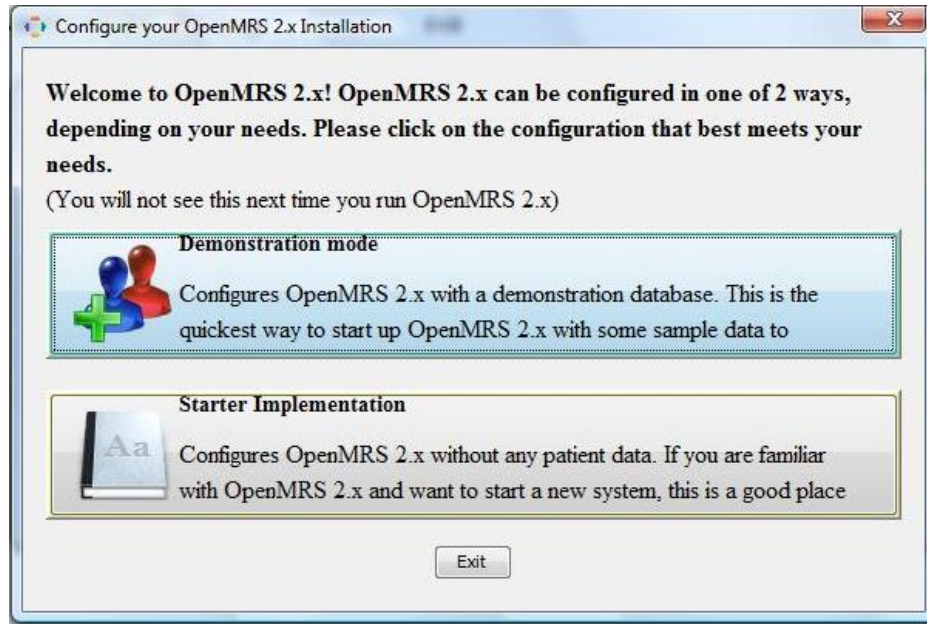 Configure your OpenMRS 2.x Installation
Welcome to OpenMRS 2.x! OpenMRS 2.x can be configured in one of 2 ways,
depending on your needs. Please click on the configuration that best meets your
needs.
(You will not see this next time you run OpenMRS 2.x)
Demonstration mode
Configures OpenMRS 2.x with a demonstration database. This is the
quickest way to start up OpenMRS 2.x with some sample data to
Starter Implementation
Aa
Configures OpenMRS 2.x without any patient data. If you are familiar
with OpenMRS 2.x and want to start a new system, this is a good place
Exit